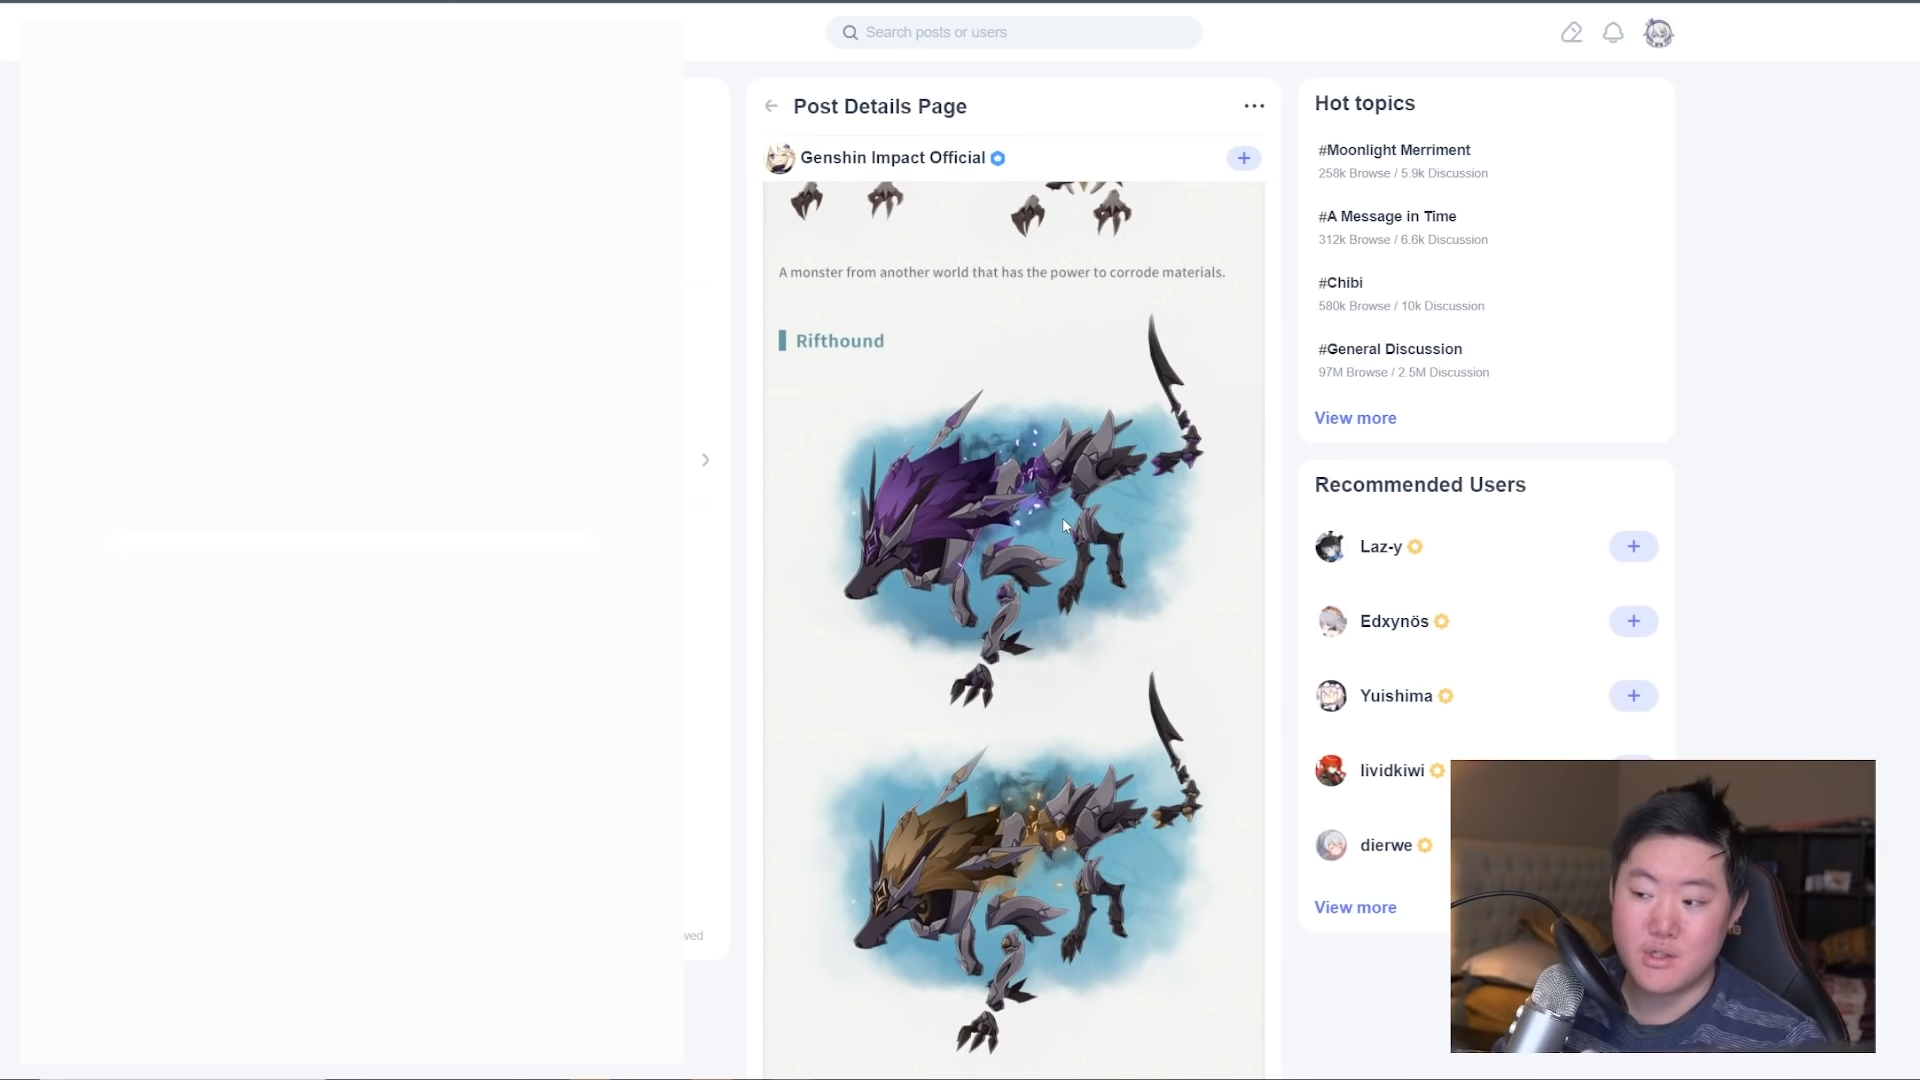 Search posts or users
Post Details Page
Genshin Impact Official
A monster from another world that has the power to corrode materials.
Rifthound
ved
Hot topics
#Moonlight Merriment
258k Browse / 5.9k Discussion
#A Message in Time
312k Browse / 6.6k Discussion
#Chibi
580k Browse / 10k Discussion
#General Discussion
97M Browse / 2.5M Discussion
View more
Recommended Users
Laz-y
Edxynös
Yuishima
lividkiwi
dierwe
View more